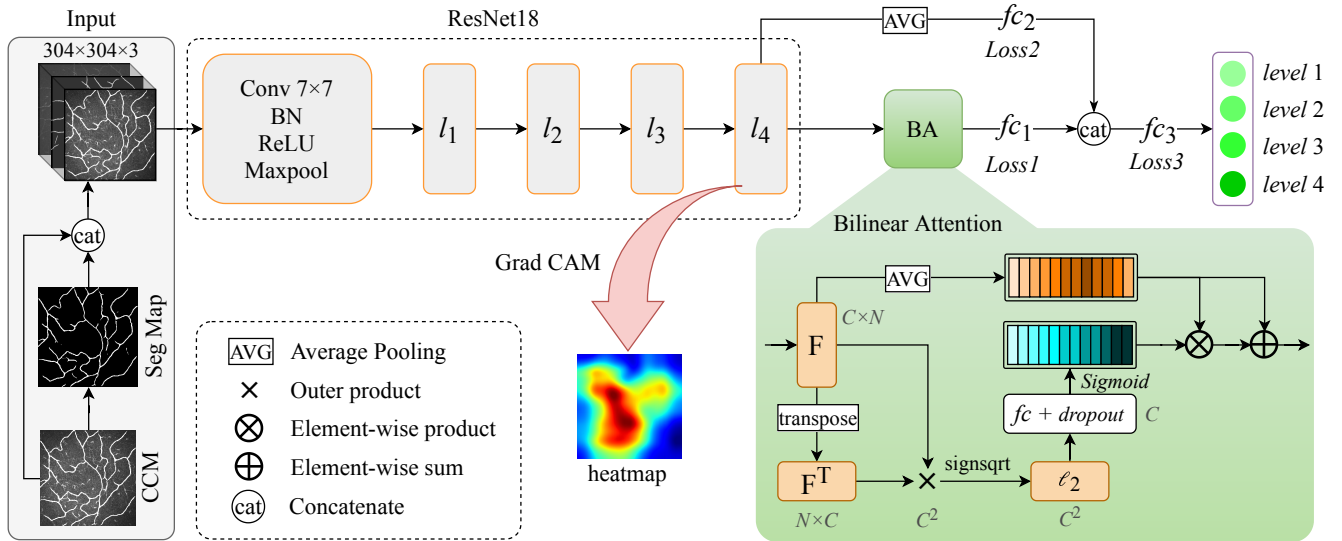 Input
304×304×3
cat
Seg Map
CCM
ResNet18
Conv 7×7
BN
ReLU
Maxpool
l1
l2
l3
l4
AVG
fc2
Loss2
BA
fc1
Loss1
cat
fc3
Loss3
level 1
level 2
level 3
level 4
Grad CAM
heatmap
AVG Average Pooling
Outer product
Element-wise product
Element-wise sum
cat Concatenate
Bilinear Attention
AVG
F
C×N
transpose
F^T
N×C
C²
signsqrt
ℓ2
C²
fc + dropout
C
Sigmoid